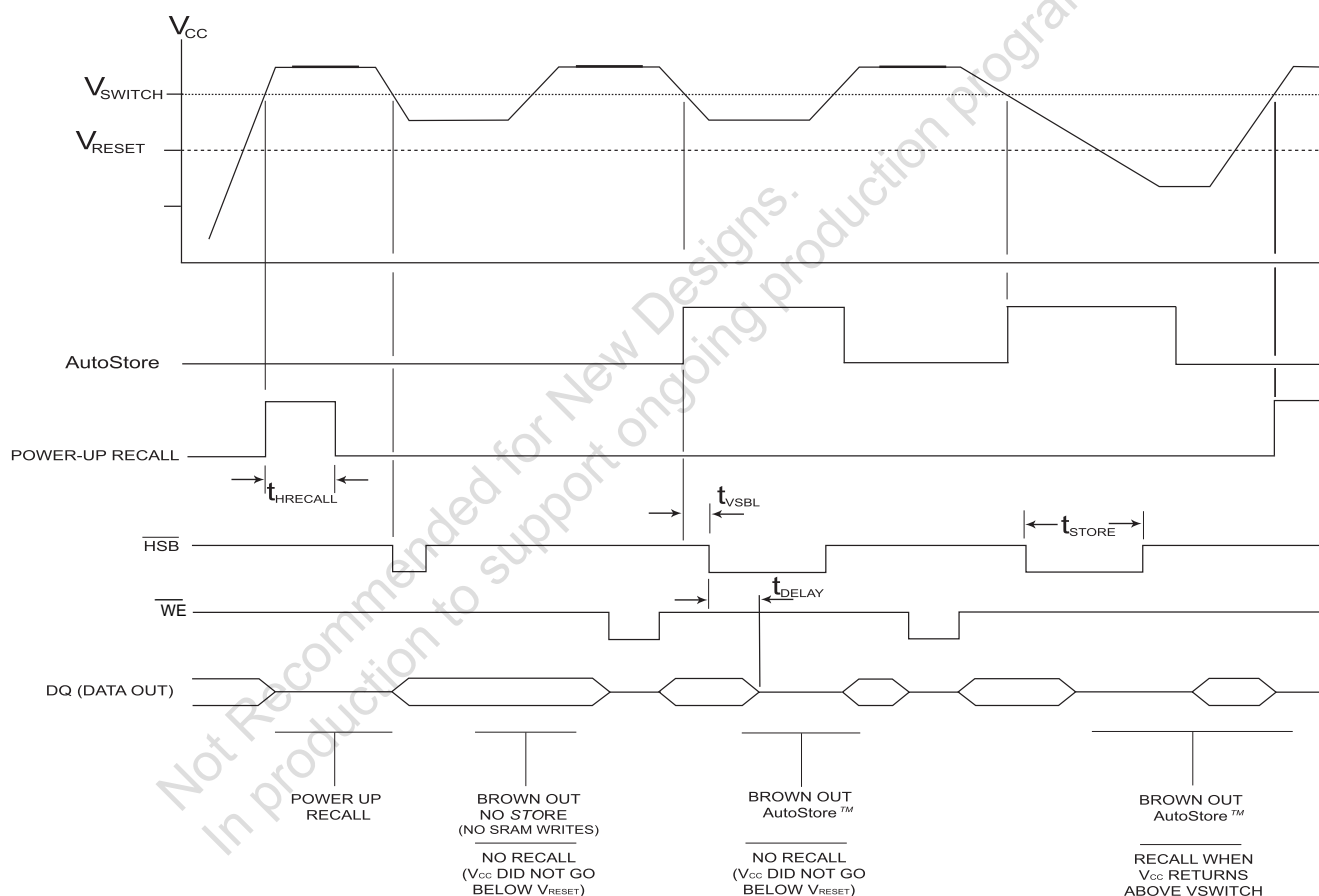 VCC
VSWITCH
VRESET
AutoStore
POWER-UP RECALL
tHRECALL
tVSBL
HSB
tSTORE
tDELAY
WE
DQ (DATA OUT)
POWER UP
RECALL
BROWN OUT
NO STORE
(NO SRAM WRITES)
NO RECALL
(VCC DID NOT GO
BELOW VRESET)
BROWN OUT
AutoStore™
NO RECALL
(VCC DID NOT GO
BELOW VRESET)
BROWN OUT
AutoStore™
RECALL WHEN
VCC RETURNS
ABOVE VSWITCH
Not Recommended for New Designs.
In production to support ongoing production